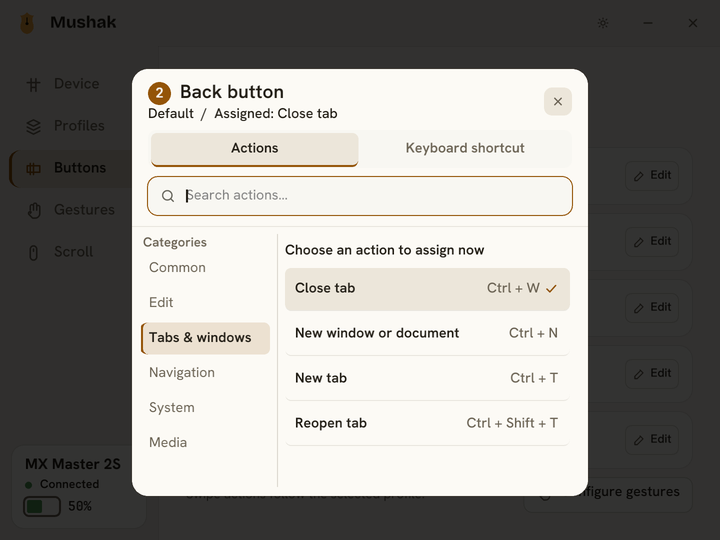 Mushak
Device
Profiles
Buttons
Gestures
Scroll
MX Master 2S
Connected
50%
2 Back button
Default / Assigned: Close tab
Actions
Keyboard shortcut
Search actions...
Categories
Common
Edit
Tabs & windows
Navigation
System
Media
Choose an action to assign now
Close tab Ctrl + W
New window or document Ctrl + N
New tab Ctrl + T
Reopen tab Ctrl + Shift + T
Edit
Edit
Edit
Edit
Edit
gestures